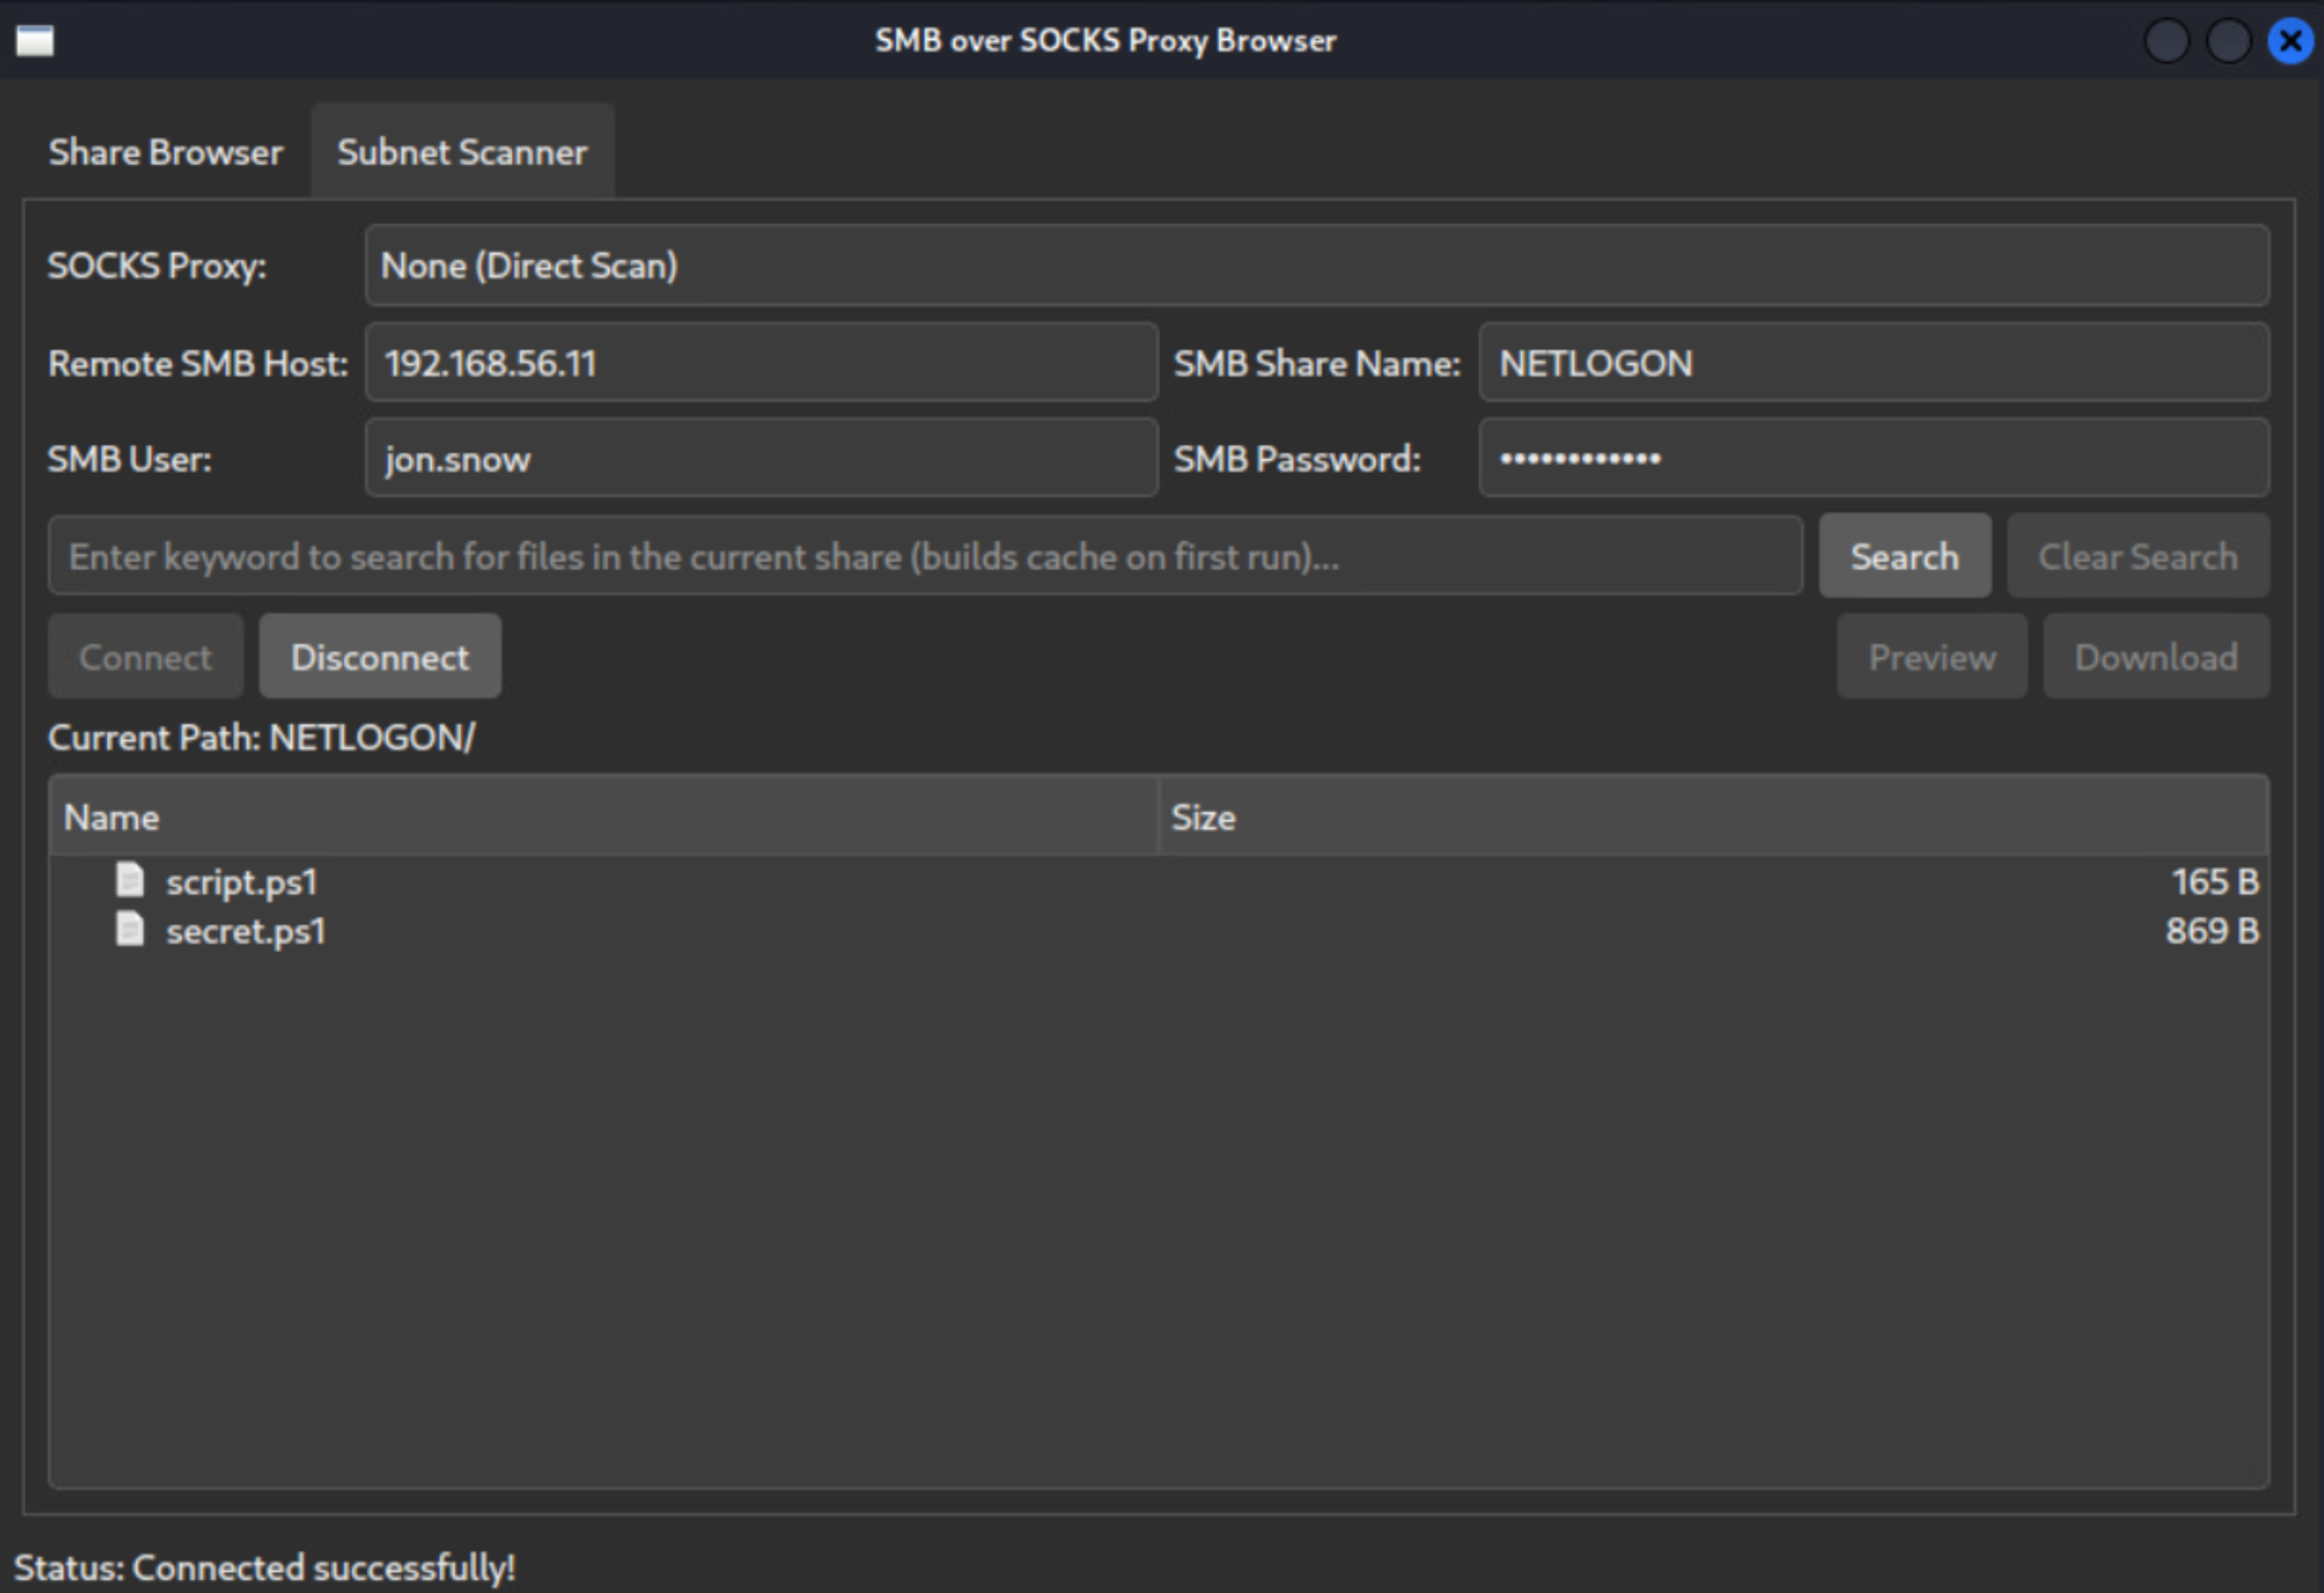 SMB over SOCKS Proxy Browser
Share Browser Subnet Scanner
SOCKS Proxy: None (Direct Scan)
Remote SMB Host: 192.168.56.11 SMB Share Name: NETLOGON
SMB User: jon.snow SMB Password: ••••••••••••
Enter keyword to search for files in the current share (builds cache on first run)... Search Clear Search
Connect Disconnect Preview Download
Current Path: NETLOGON/
Name Size
script.ps1 165 B
secret.ps1 869 B
Status: Connected successfully!